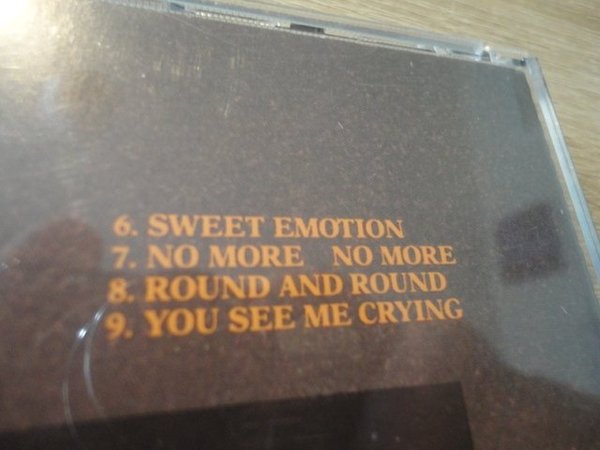 6. SWEET EMOTION
7. NO MORE NO MORE
8. ROUND AND ROUND
9. YOU SEE ME CRYING